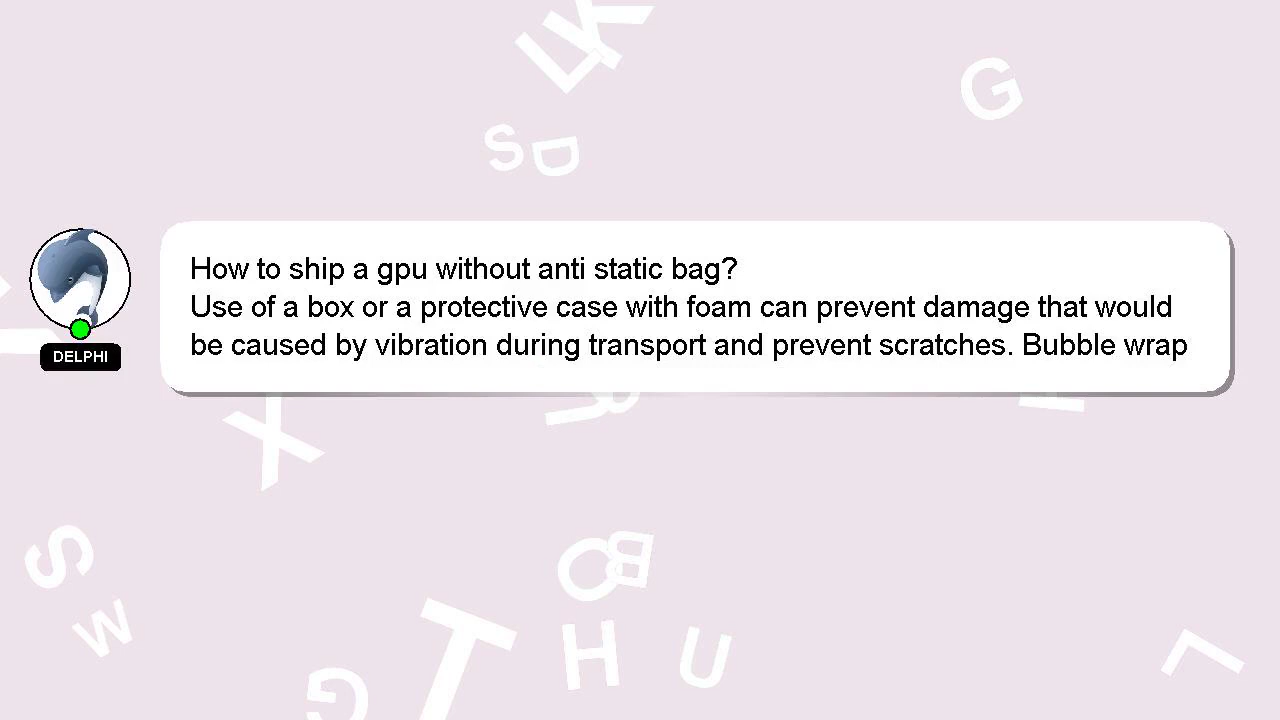 How to ship a gpu without anti static bag?
Use of a box or a protective case with foam can prevent damage that would
be caused by vibration during transport and prevent scratches. Bubble wrap
DELPHI
L
K
G
S
D
X
S
W
C
B
T
H
U
G
L